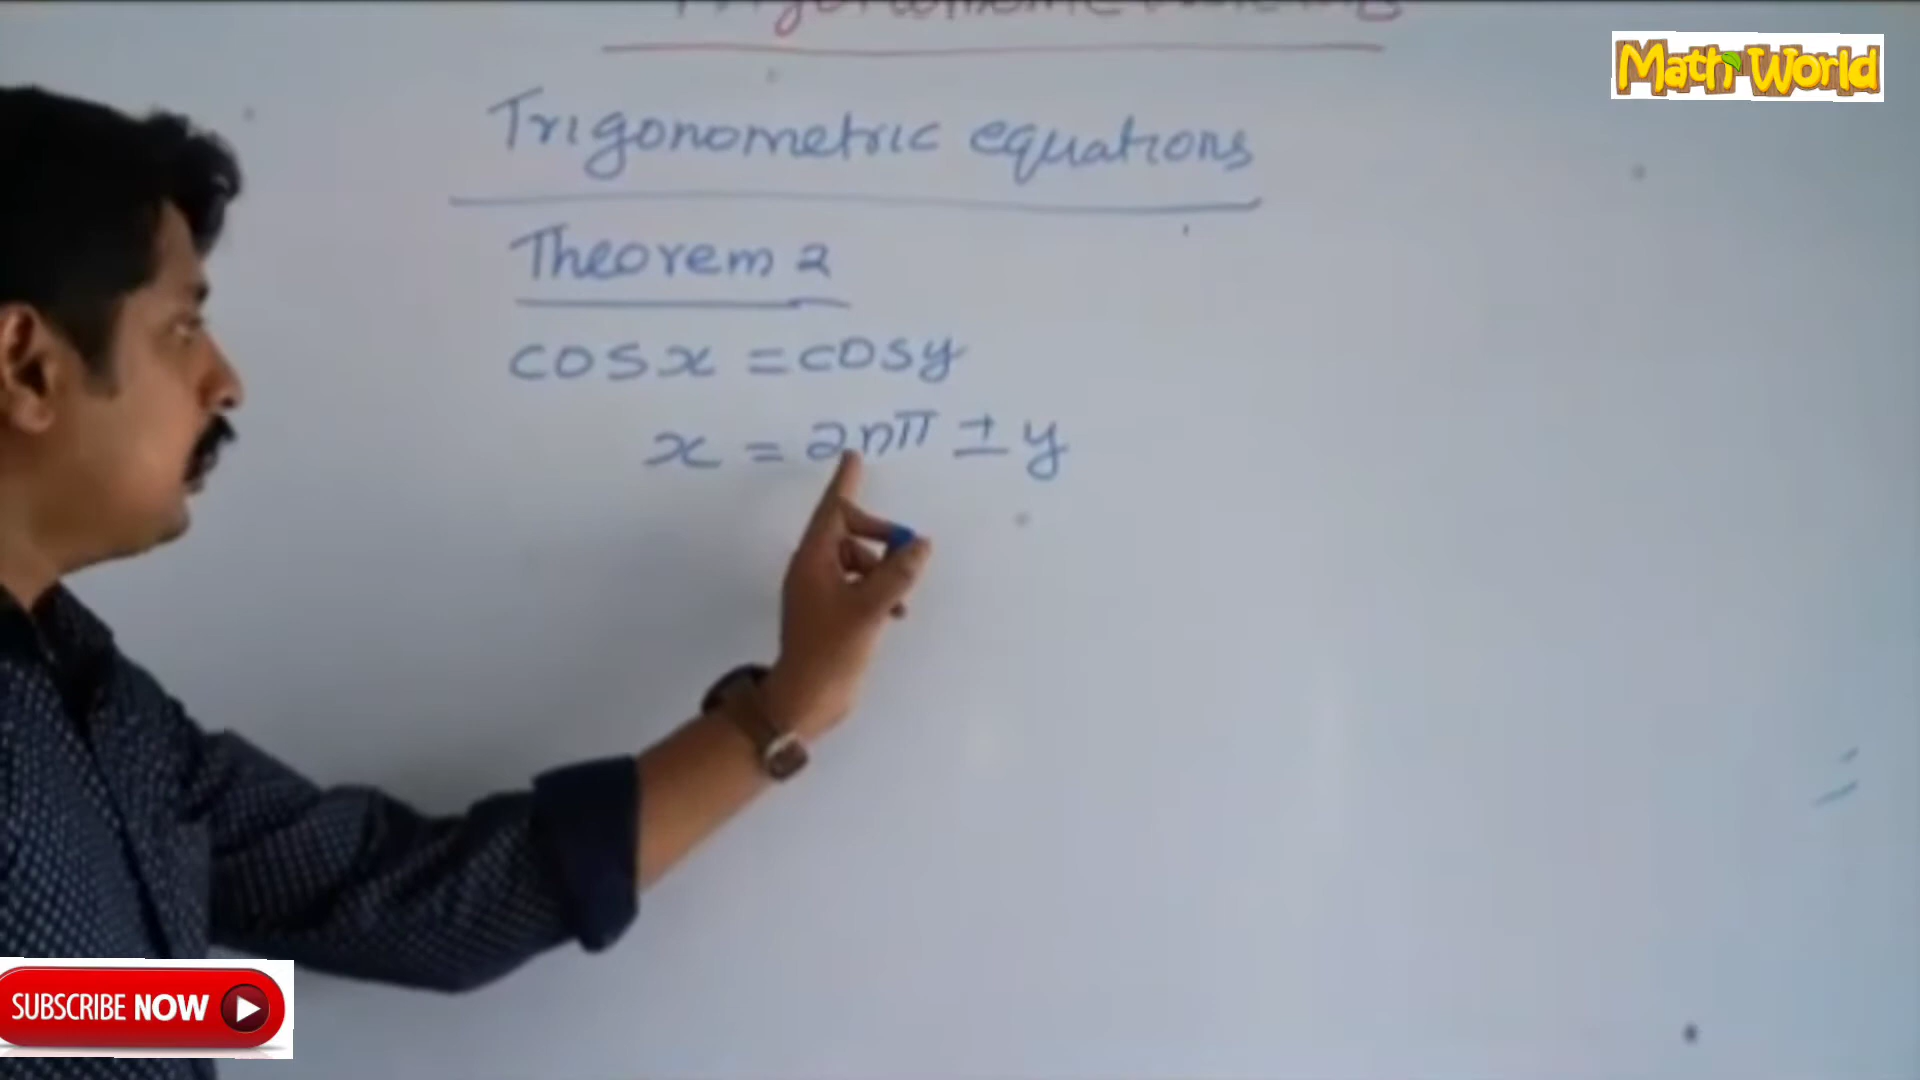 Math World
Trigonometric equations
Theorem 2
cosx = cosy
x = 2nπ ± y
SUBSCRIBE NOW